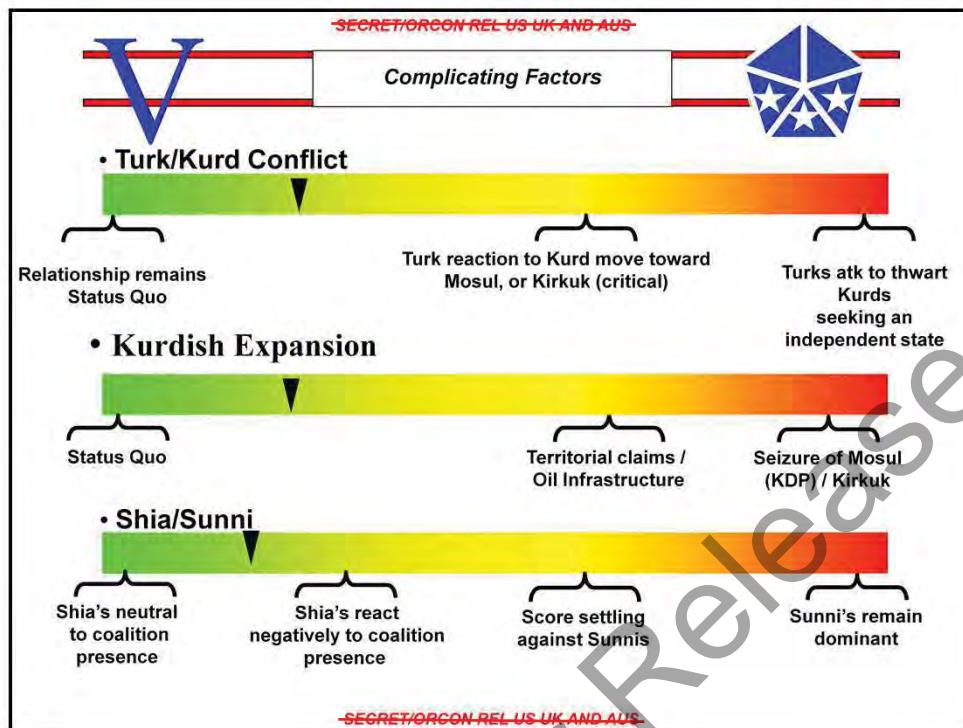 SECRET/ORCON REL US UK AND AUS
V
Complicating Factors
• Turk/Kurd Conflict
Relationship remains
Status Quo
Turk reaction to Kurd move toward
Mosul, or Kirkuk (critical)
Turks atk to thwart
Kurds
seeking an
independent state
• Kurdish Expansion
Status Quo
Territorial claims /
Oil Infrastructure
Seizure of Mosul
(KDP) / Kirkuk
• Shia/Sunni
Shia's neutral
to coalition
presence
Shia's react
negatively to coalition
presence
Score settling
against Sunnis
Sunni's remain
dominant
Release
SECRET/ORCON REL US UK AND AUS